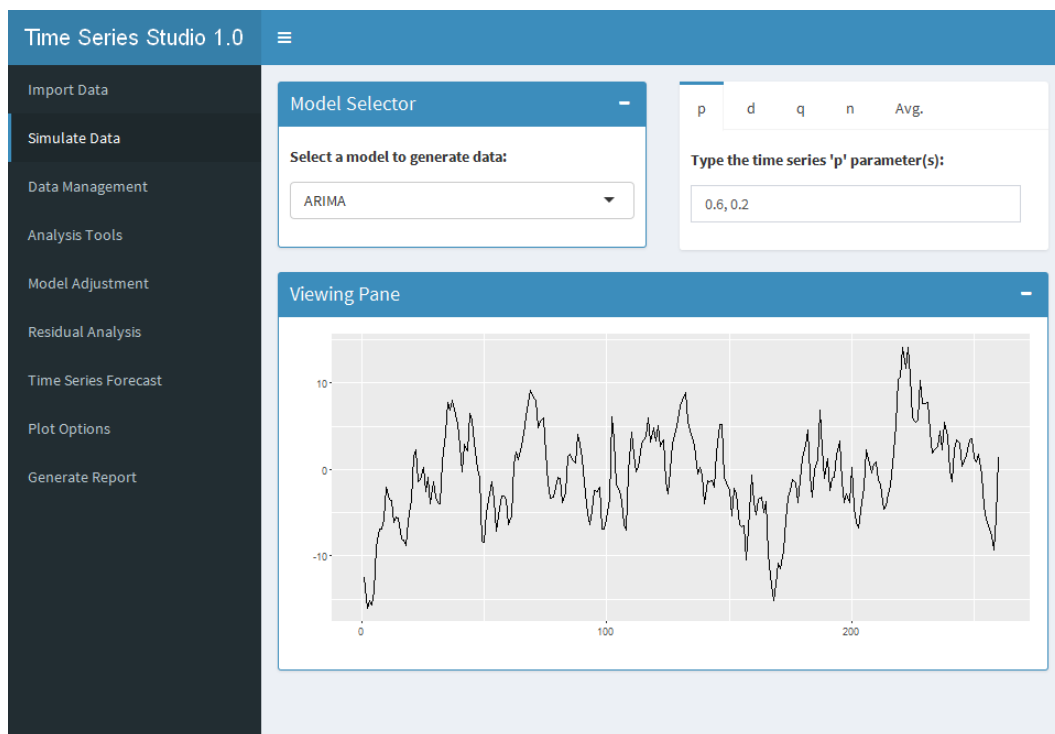 Time Series Studio 1.0
Import Data
Simulate Data
Data Management
Analysis Tools
Model Adjustment
Residual Analysis
Time Series Forecast
Plot Options
Generate Report
Model Selector
Select a model to generate data:
ARIMA
p d q n Avg.
Type the time series 'p' parameter(s):
0.6, 0.2
Viewing Pane
10
0
-10
0 100 200